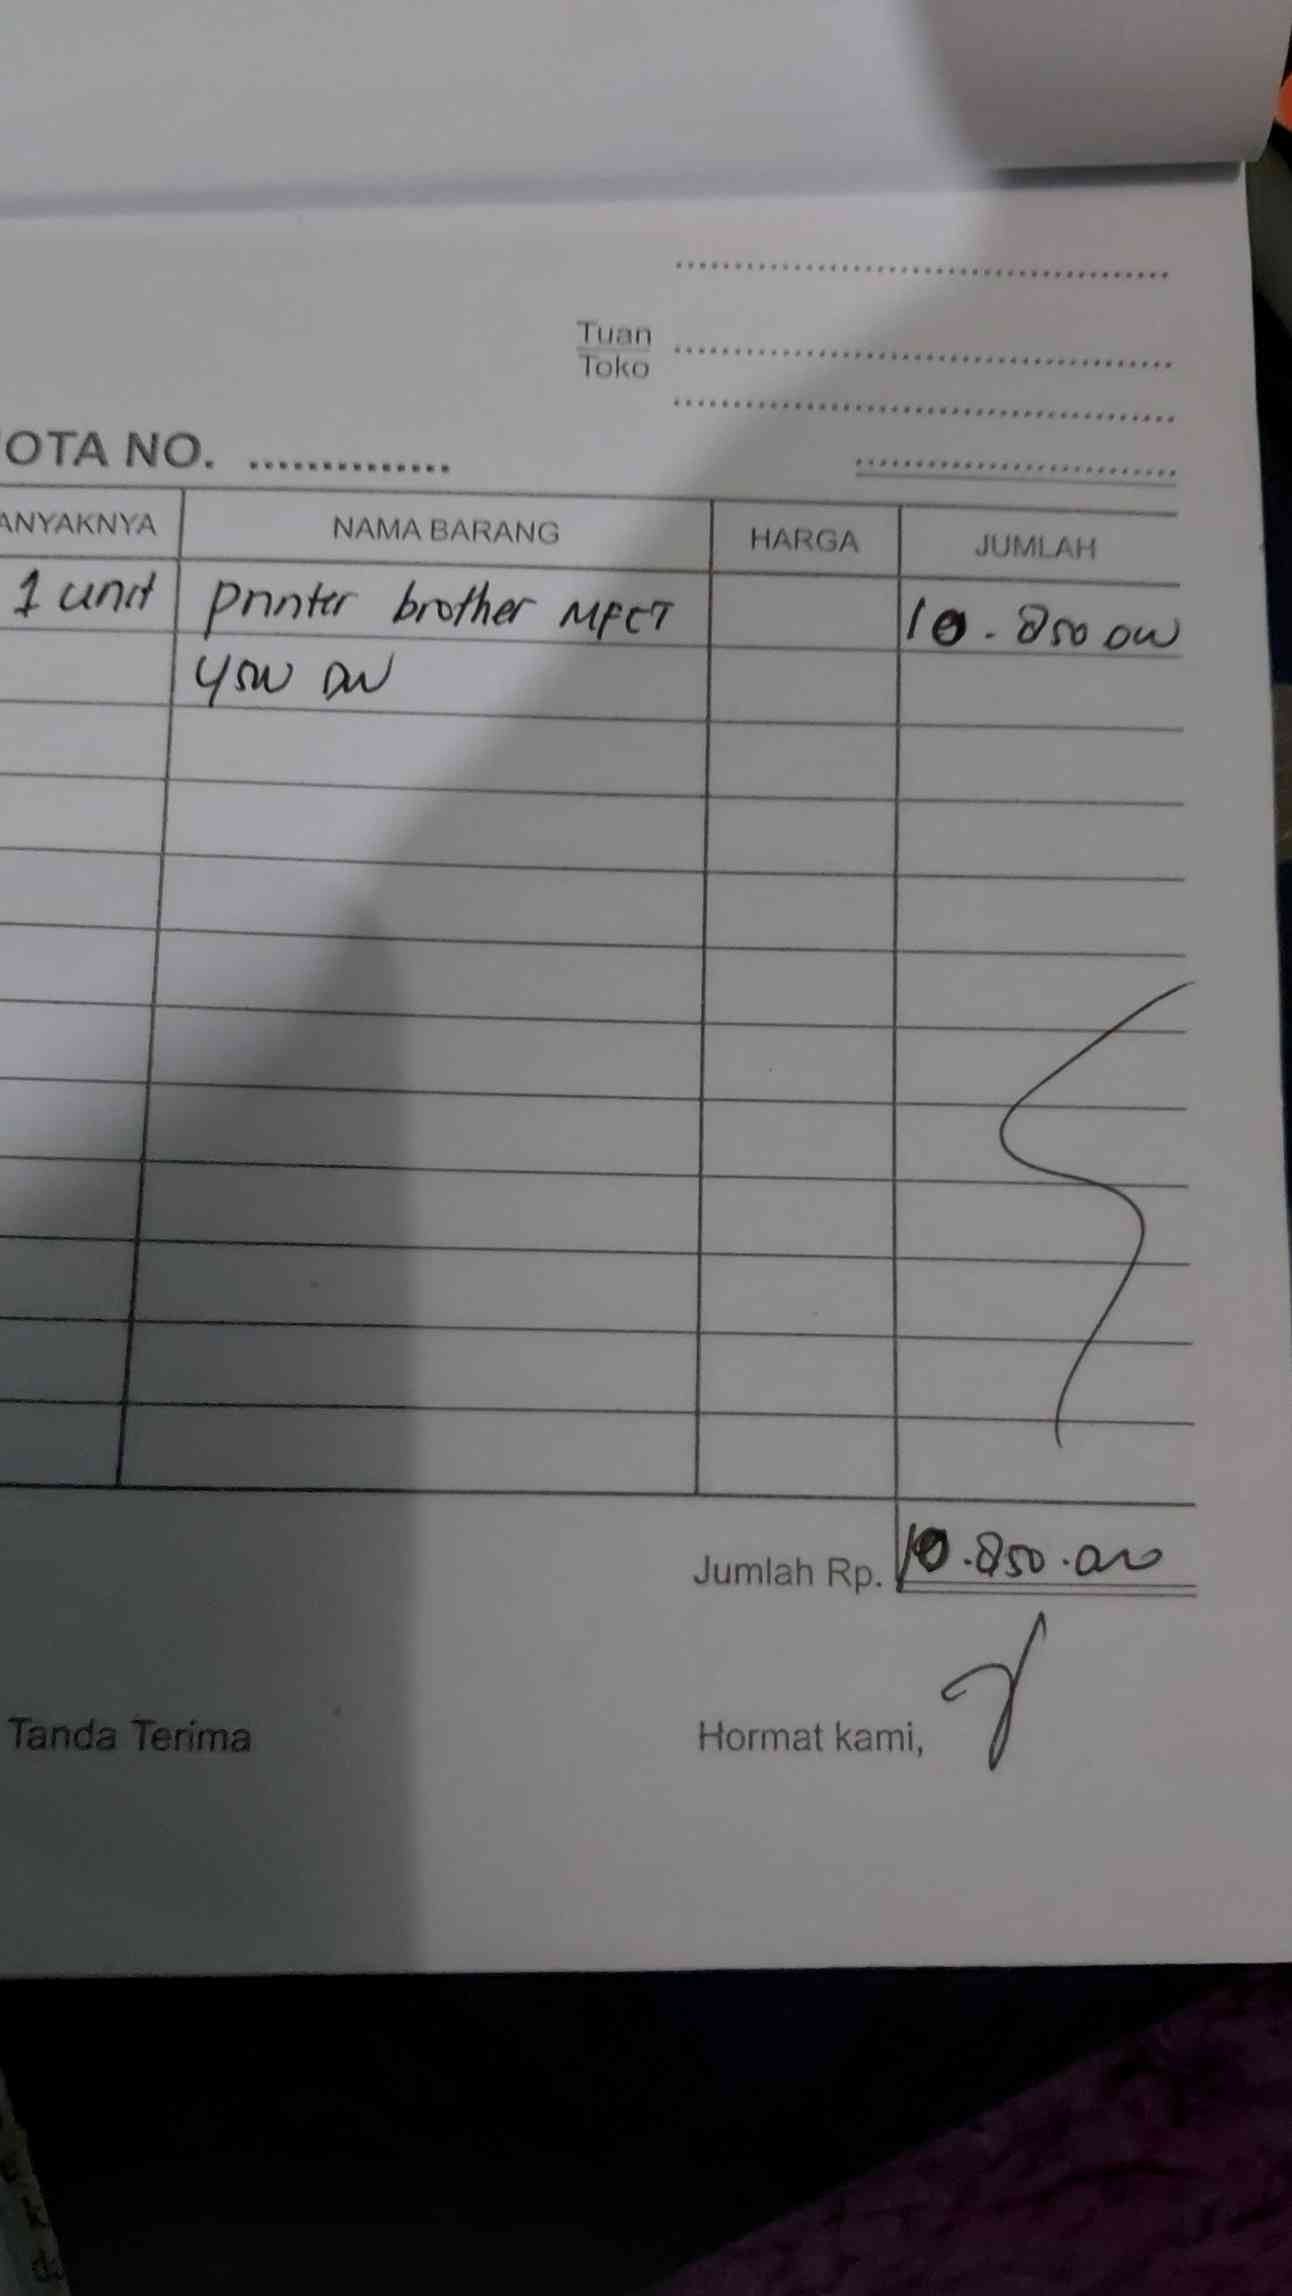 Tuan
Toko
OTA NO. ..............
ANYAKNYA NAMA BARANG HARGA JUMLAH
1 unit printer brother MFCT 10.850 000
4500 DW
Jumlah Rp. 10.850.000
Tanda Terima Hormat kami,